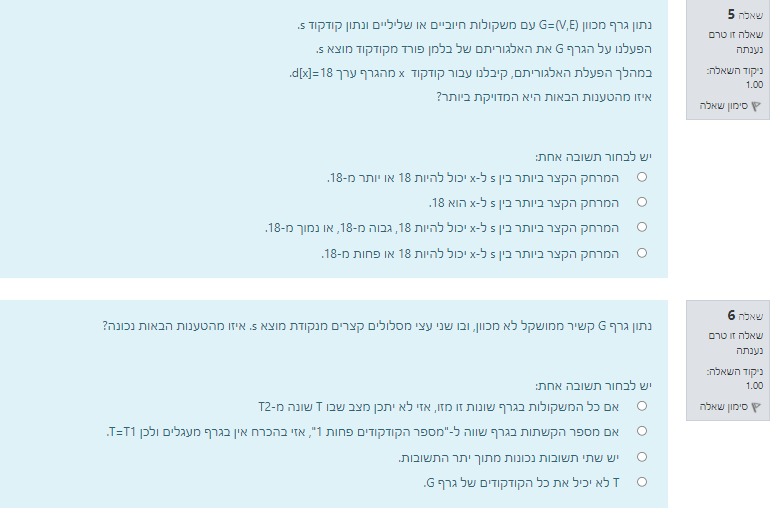 שאלה 5
שאלה זו טרם
נענתה
ניקוד השאלה:
1.00
סימון שאלה
נתון גרף מכוון G=(V,E) עם משקולות חיוביים או שליליים ונתון קודקוד s.
הפעלנו על הגרף G את האלגוריתם של בלמן פורד מקודקוד מוצא s.
במהלך הפעלת האלגוריתם, קיבלנו עבור קודקוד x מהגרף ערך d[x]=18.
איזו מהטענות הבאות היא המדויקת ביותר?
יש לבחור תשובה אחת:
המרחק הקצר ביותר בין s ל-x יכול להיות 18 או יותר מ-18.
המרחק הקצר ביותר בין s ל-x הוא 18.
המרחק הקצר ביותר בין s ל-x יכול להיות 18, גבוה מ-18, או נמוך מ-18.
המרחק הקצר ביותר בין s ל-x יכול להיות 18 או פחות מ-18.
שאלה 6
שאלה זו טרם
נענתה
ניקוד השאלה:
1.00
סימון שאלה
נתון גרף G קשיר ממושקל לא מכוון, ובו שני עצי מסלולים קצרים מנקודת מוצא s. איזו מהטענות הבאות נכונה?
יש לבחור תשובה אחת:
אם כל המשקולות בגרף שונות זו מזו, אזי לא יתכן מצב שבו T שונה מ-T2
אם מספר הקשתות בגרף שווה ל-"מספר הקודקודים פחות 1", אזי בהכרח אין בגרף מעגלים ולכן T=T1.
יש שתי תשובות נכונות מתוך יתר התשובות.
T לא יכיל את כל הקודקודים של גרף G.